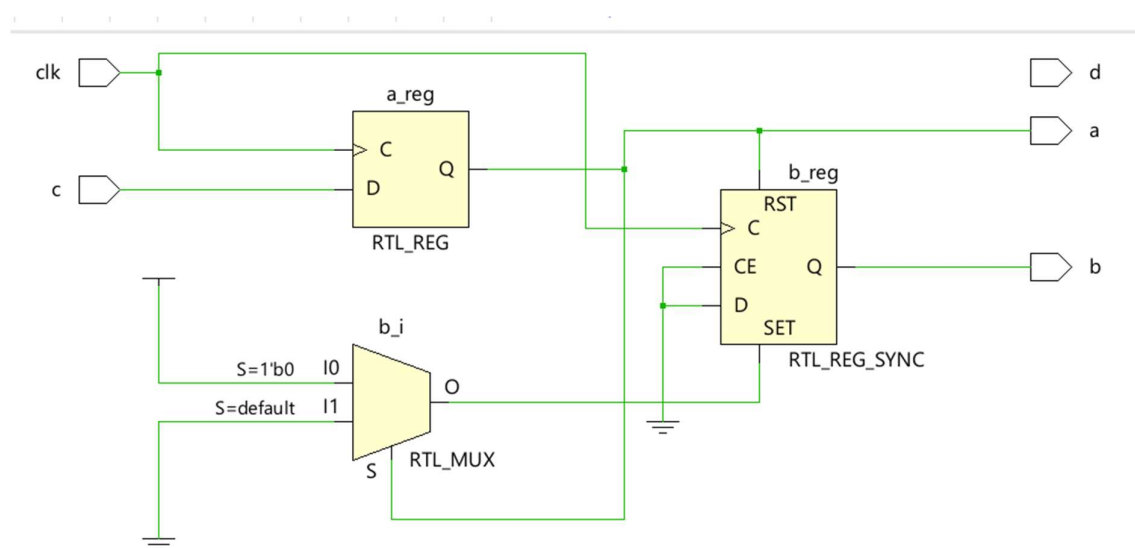 clk
d
a_reg
a
C
Q
b_reg
c
D
RST
C
RTL_REG
CE
Q
b
D
b_i
SET
RTL_REG_SYNC
S=1'b0
I0
O
S=default
I1
RTL_MUX
S